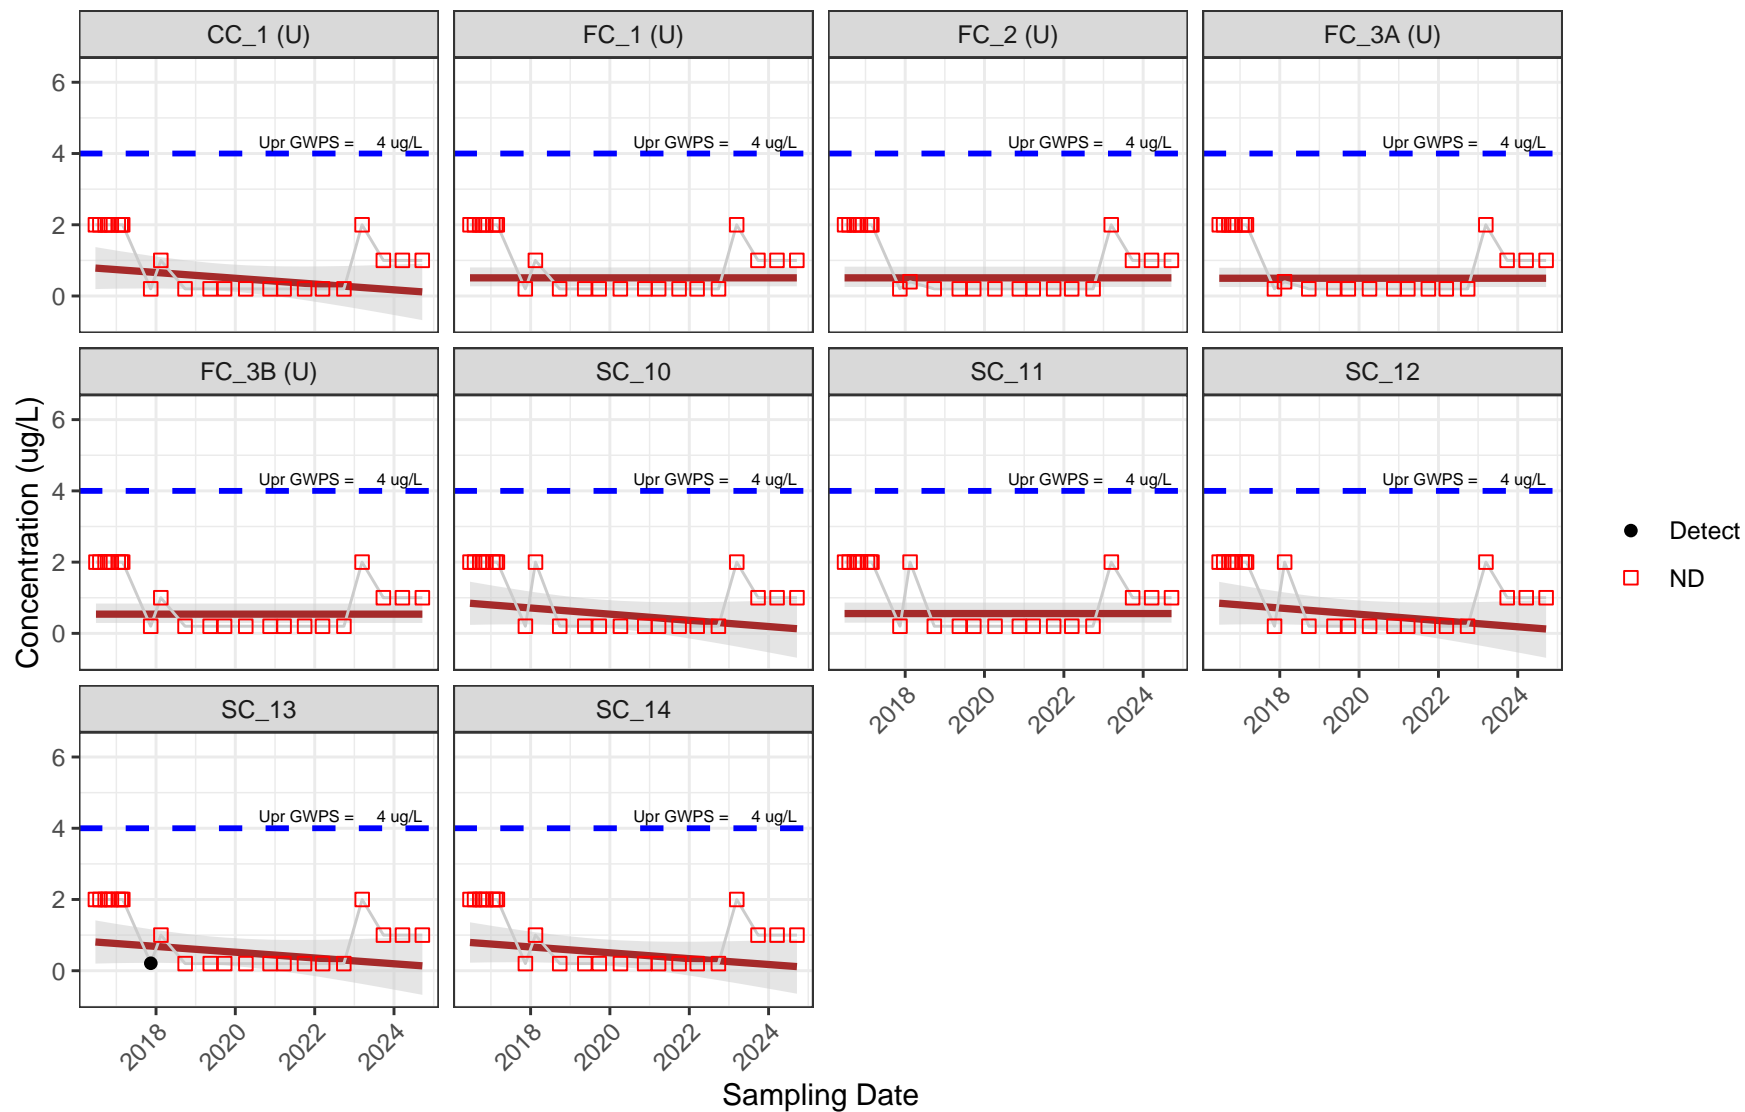 CC_1 (U)
FC_1 (U)
FC_2 (U)
FC_3A (U)
6
4
2
0
Upr GWPS = 4 ug/L
Upr GWPS = 4 ug/L
Upr GWPS = 4 ug/L
Upr GWPS = 4 ug/L
FC_3B (U)
SC_10
SC_11
SC_12
6
4
2
0
Upr GWPS = 4 ug/L
Upr GWPS = 4 ug/L
Upr GWPS = 4 ug/L
Upr GWPS = 4 ug/L
2018 2020 2022 2024
2018 2020 2022 2024
SC_13
SC_14
6
4
2
0
Upr GWPS = 4 ug/L
Upr GWPS = 4 ug/L
2018 2020 2022 2024
2018 2020 2022 2024
Concentration (ug/L)
Sampling Date
Detect
ND